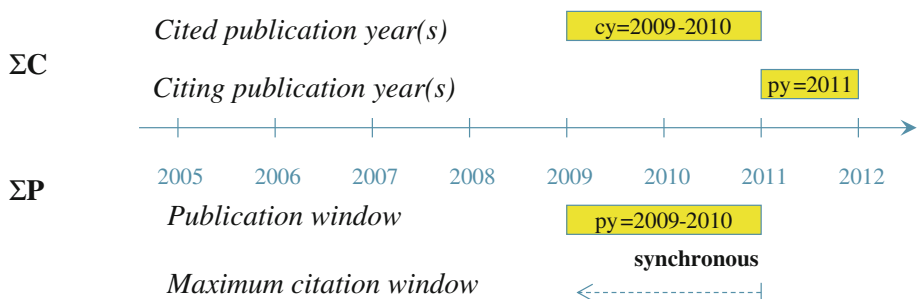 Cited publication year(s)
cy=2009-2010
ΣC
Citing publication year(s)
py=2011
2005 2006 2007 2008 2009 2010 2011 2012
ΣP
Publication window
py=2009-2010
synchronous
Maximum citation window